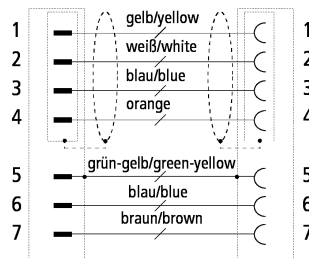 1 gelb/yellow 1
2 weiß/white 2
3 blau/blue 3
4 orange 4
5 grün-gelb/green-yellow 5
6 blau/blue 6
7 braun/brown 7